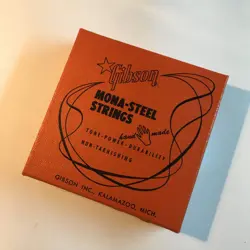 Gibson
MONA-STEEL
STRINGS
hand made
TONE-POWER-DURABILITY
NON-TARNISHING
GIBSON INC., KALAMAZOO, MICH.